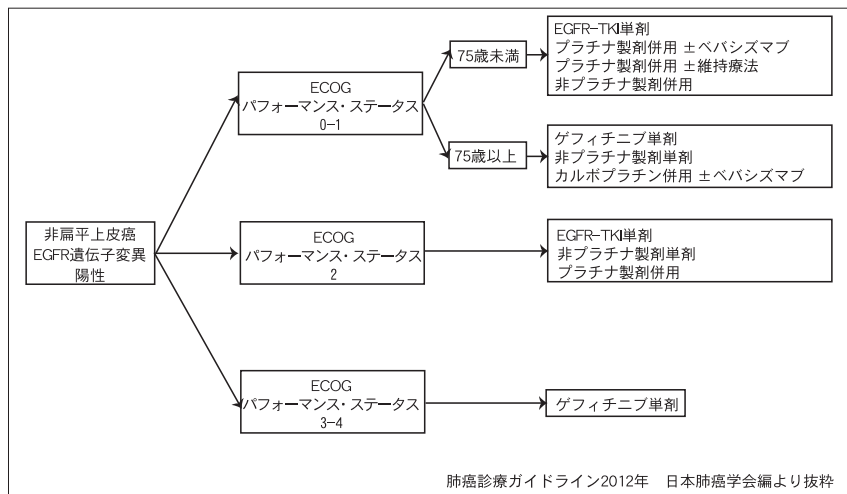 非扁平上皮癌
EGFR遺伝子変異
陽性
ECOG
パフォーマンス・ステータス
0-1
75歳未満
EGFR-TKI単剤
プラチナ製剤併用 ±ベバシズマブ
プラチナ製剤併用 ±維持療法
非プラチナ製剤併用
75歳以上
ゲフィチニブ単剤
非プラチナ製剤単剤
カルボプラチン併用 ±ベバシズマブ
ECOG
パフォーマンス・ステータス
2
EGFR-TKI単剤
非プラチナ製剤単剤
プラチナ製剤併用
ECOG
パフォーマンス・ステータス
3-4
ゲフィチニブ単剤
肺癌診療ガイドライン2012年　日本肺癌学会編より抜粋